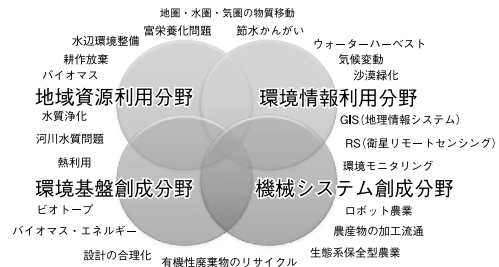 地圏・水圏・気圏の物質移動
富栄養化問題
節水かんがい
水辺環境整備
ウォーターハーベスト
耕作放棄
気候変動
バイオマス
沙漠緑化
地域資源利用分野
環境情報利用分野
水質浄化
GIS(地理情報システム)
河川水質問題
RS(衛星リモートセンシング)
熱利用
環境モニタリング
環境基盤創成分野
機械システム創成分野
ビオトープ
ロボット農業
バイオマス・エネルギー
農産物の加工流通
設計の合理化
生態系保全型農業
有機性廃棄物のリサイクル